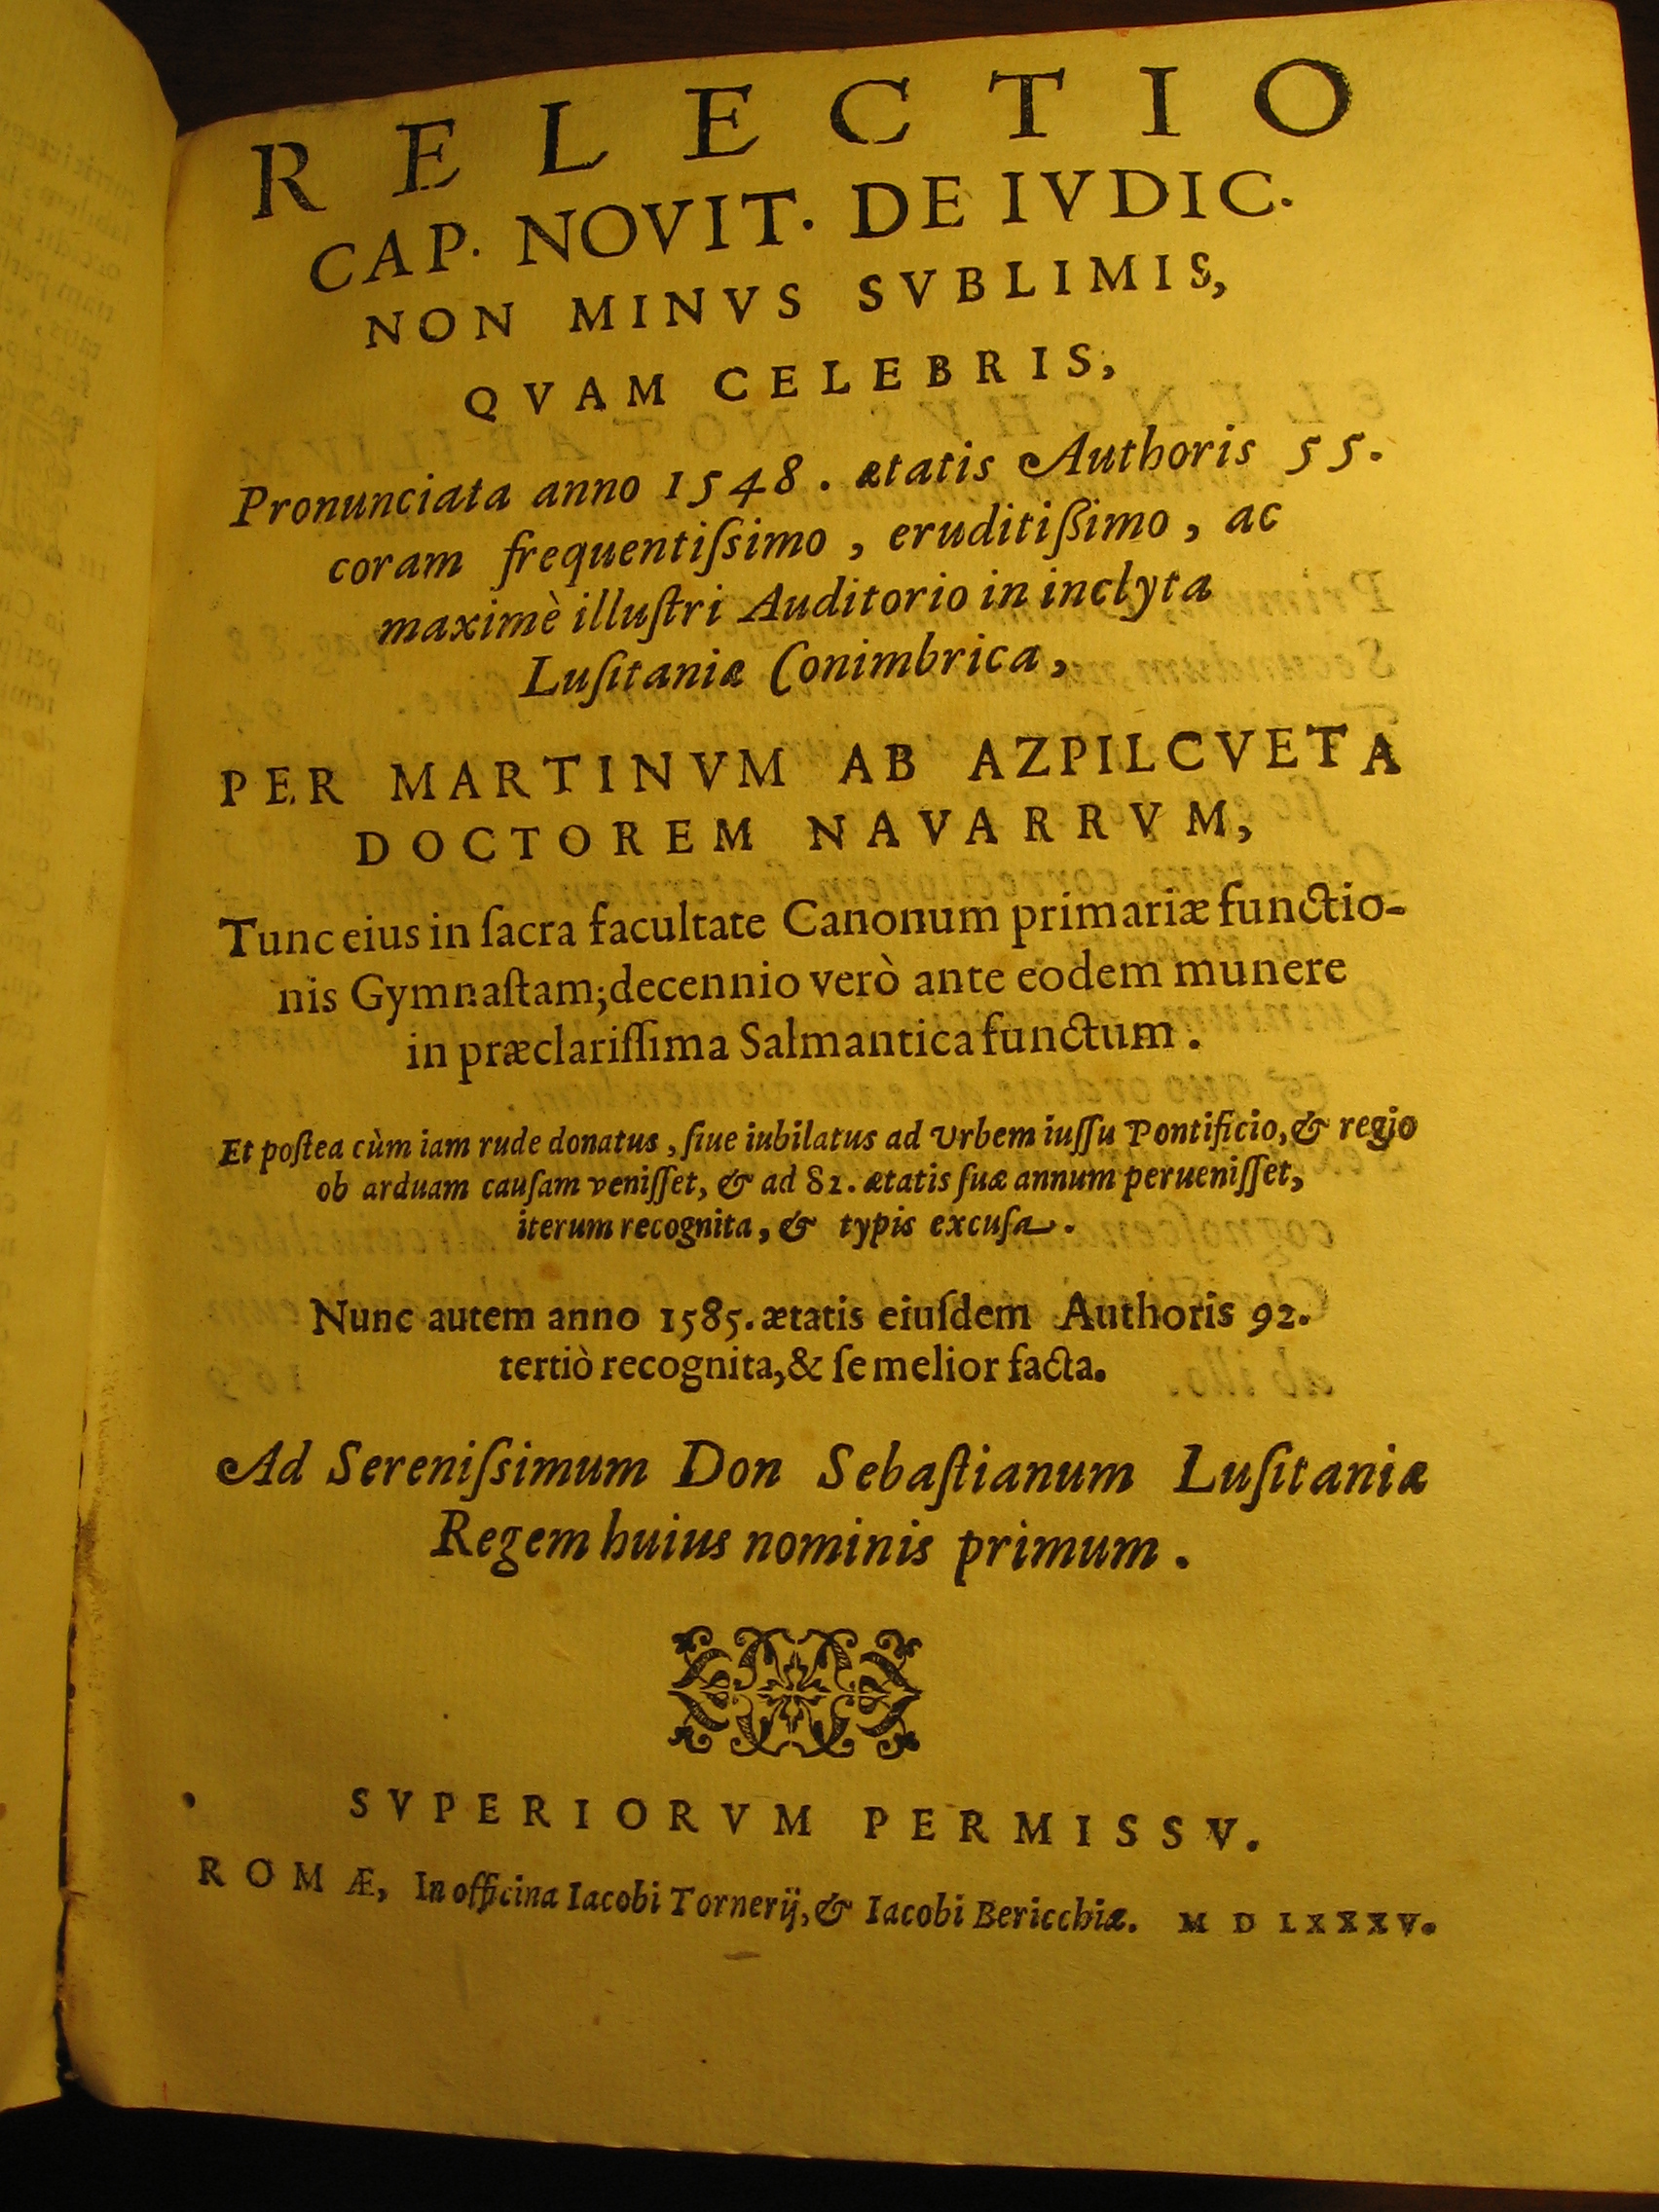 RELECTIO
CAP. NOVIT. DE IVDIC.
NON MINVS SVBLIMIS,
QVAM CELEBRIS,
Pronunciata anno 1548. ætatis Authoris 55.
coram frequentiſsimo, eruditiſsimo, ac
maximè illuſtri Auditorio in inclyta
Luſitaniæ Conimbrica,
PER MARTINVM AB AZPILCVETA
DOCTOREM NAVARRVM,
Tunc eius in ſacra facultate Canonum primariæ functio-
nis Gymnaſtam; decennio verò ante eodem munere
in præclariſſima Salmantica functum.
Et poſtea cùm iam rude donatus, ſiue iubilatus ad Vrbem iuſſu Pontificio, & regio
ob arduam cauſam veniſſet, & ad 82. ætatis ſuæ annum perueniſſet,
iterum recognita, & typis excuſa.
Nunc autem anno 1585. ætatis eiuſdem Authoris 92.
tertiò recognita, & ſe melior facta.
Ad Sereniſsimum Don Sebaſtianum Luſitaniæ
Regem huius nominis primum.
SVPERIORVM PERMISSV.
ROMÆ, In officina Iacobi Tornerij, & Iacobi Bericchiæ. MDLXXXV.